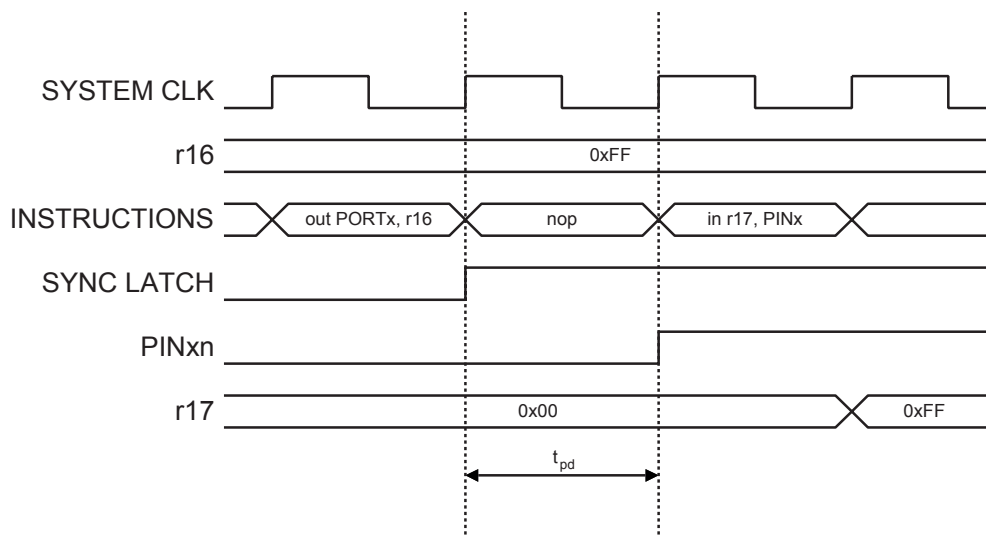 SYSTEM CLK
r16
0xFF
INSTRUCTIONS
out PORTx, r16
nop
in r17, PINx
SYNC LATCH
PINxn
r17
0x00
0xFF
tpd